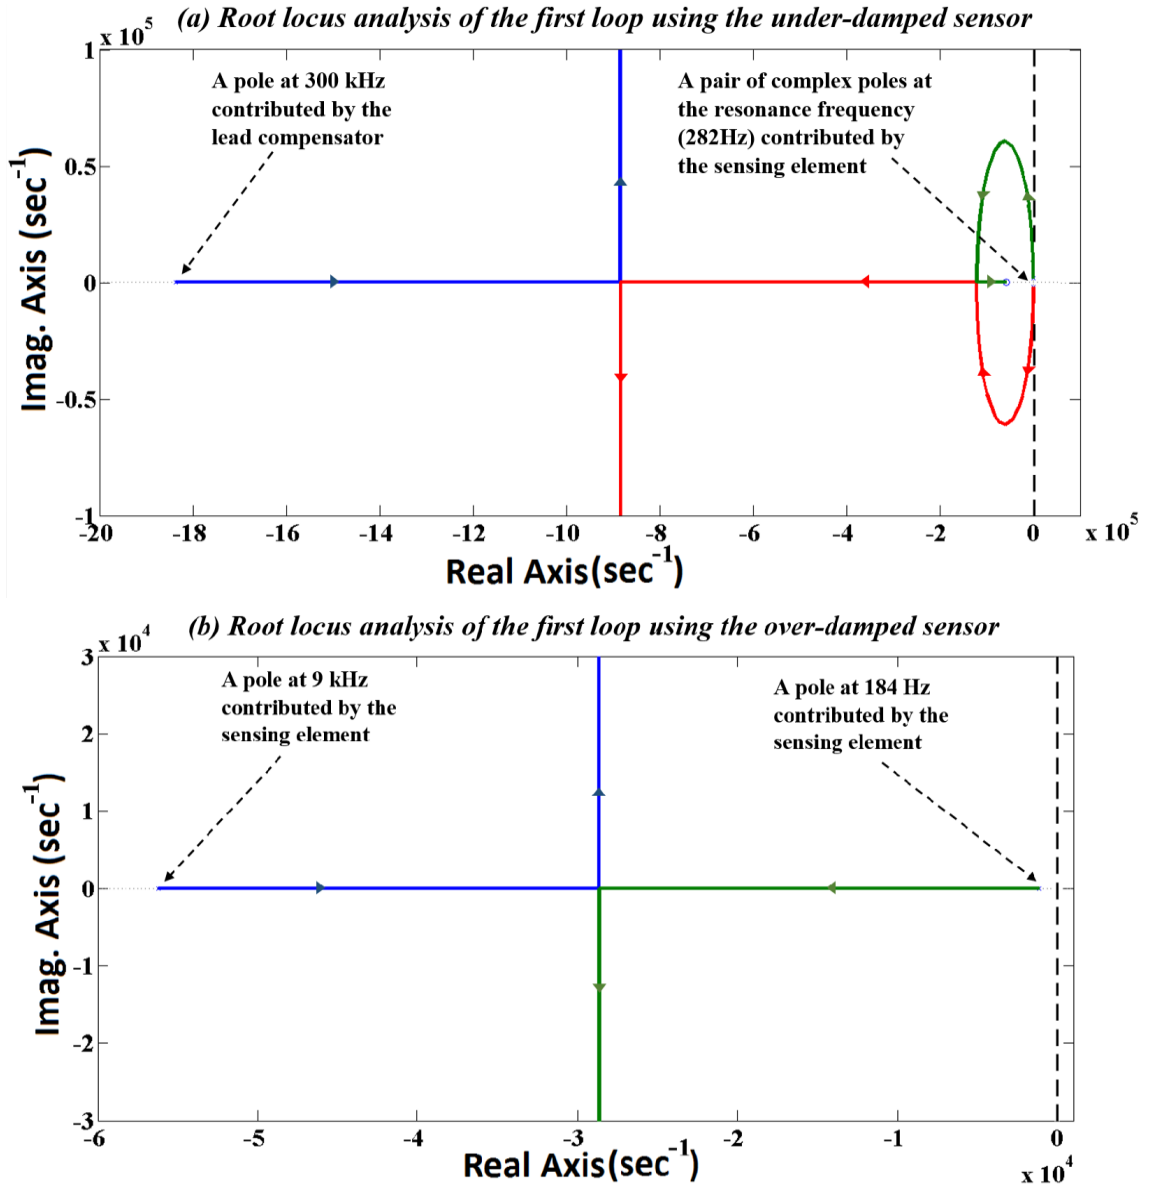 (a) Root locus analysis of the first loop using the under-damped sensor
x 10^5
1
0.5
0
-0.5
-1
Imag. Axis (sec^-1)
A pole at 300 kHz
contributed by the
lead compensator
A pair of complex poles at
the resonance frequency
(282Hz) contributed by
the sensing element
-20 -18 -16 -14 -12 -10 -8 -6 -4 -2 0 x 10^5
Real Axis(sec^-1)
(b) Root locus analysis of the first loop using the over-damped sensor
x 10^4
3
2
1
0
-1
-2
-3
Imag. Axis (sec^-1)
A pole at 9 kHz
contributed by the
sensing element
A pole at 184 Hz
contributed by the
sensing element
-6 -5 -4 -3 -2 -1 0
x 10^4
Real Axis(sec^-1)